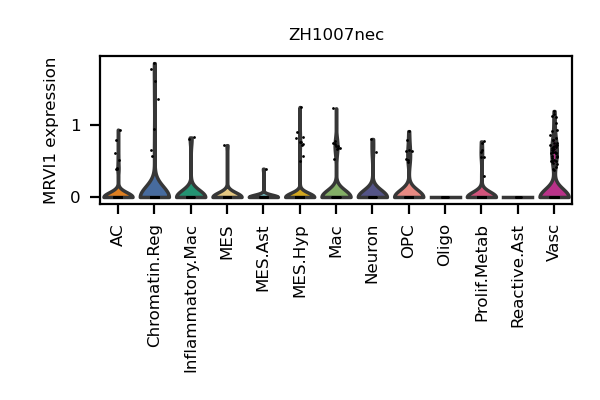 ZH1007nec
MRVI1 expression
1
0
AC
Chromatin.Reg
Inflammatory.Mac
MES
MES.Ast
MES.Hyp
Mac
Neuron
OPC
Oligo
Prolif.Metab
Reactive.Ast
Vasc